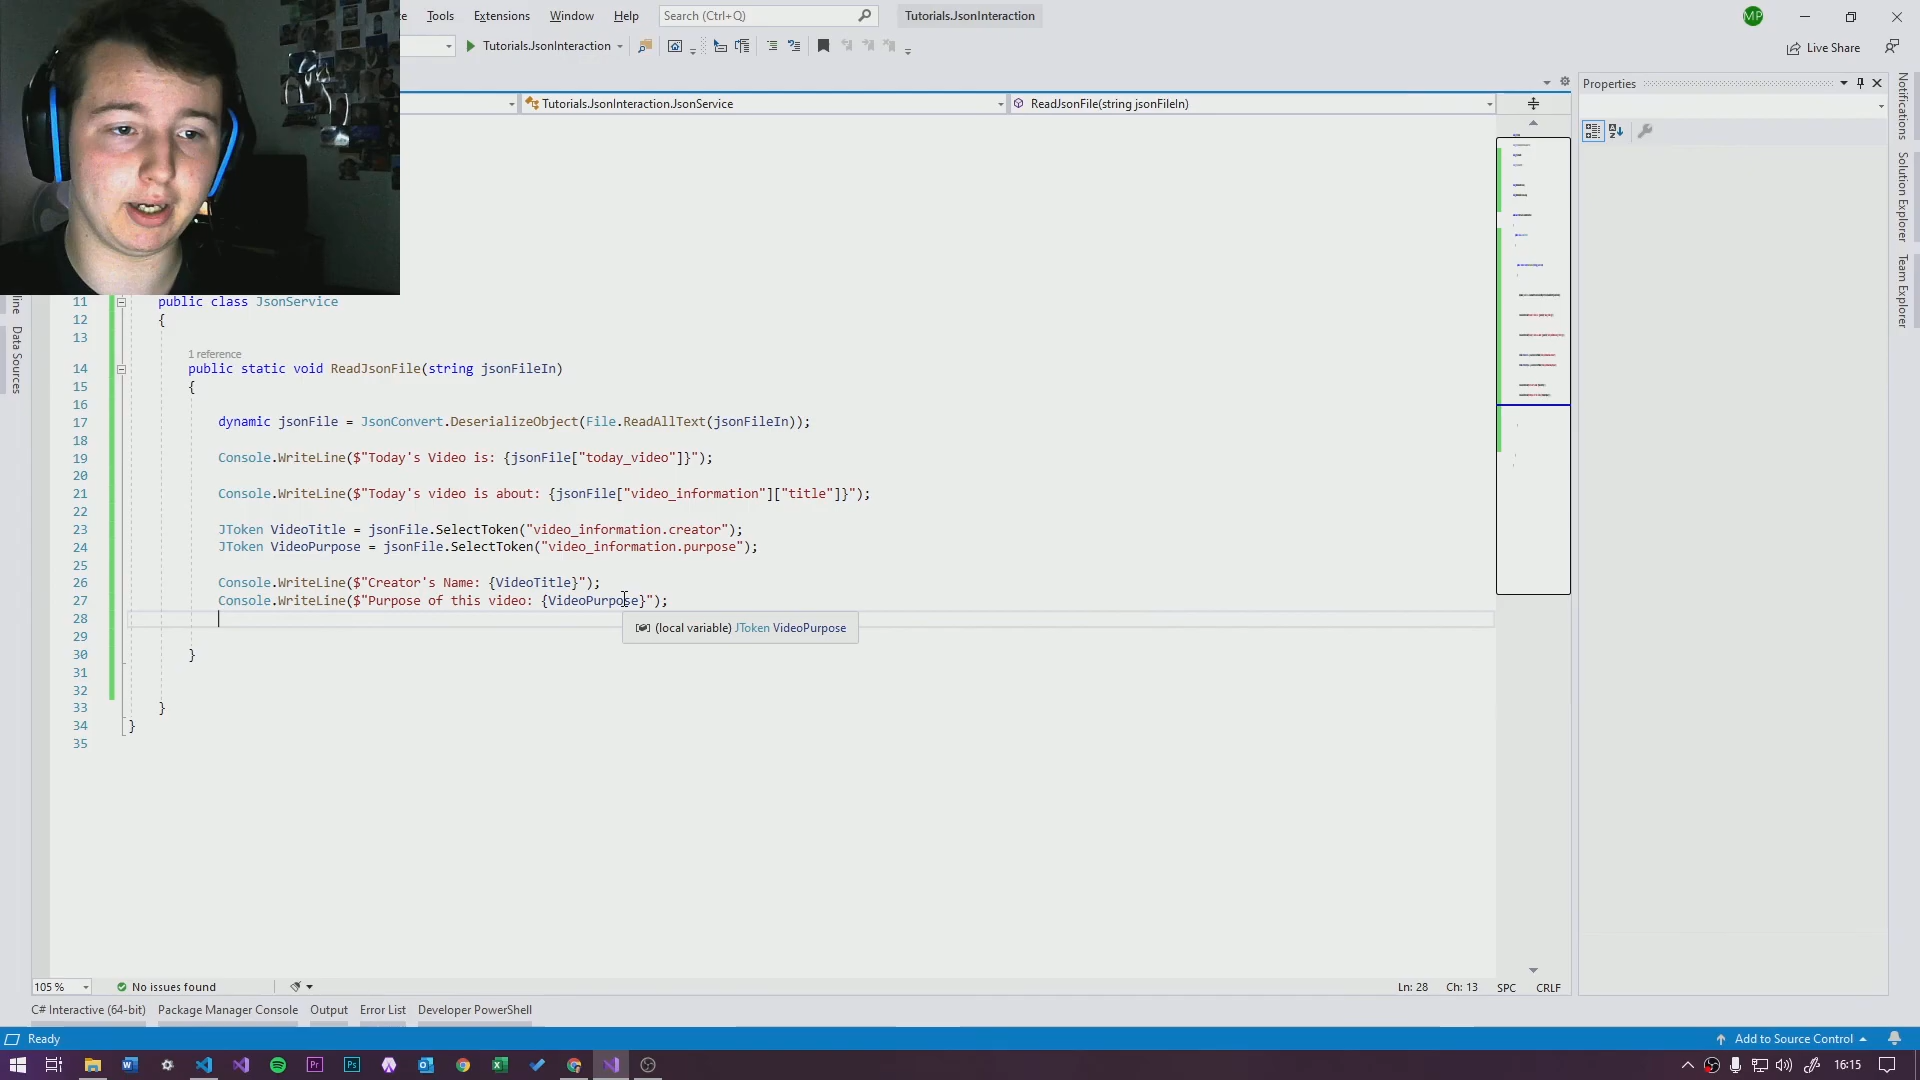 Tools Extensions Window Help Search (Ctrl+Q) Tutorials.JsonInteraction MP
Tutorials.JsonInteraction Live Share
Tutorials.JsonInteraction.JsonService ReadJsonFile(string jsonFileIn)
Properties
Notifications
Solution Explorer
Team Explorer
Data Sources
11 public class JsonService
12 {
13
1 reference
14 public static void ReadJsonFile(string jsonFileIn)
15 {
16
17 dynamic jsonFile = JsonConvert.DeserializeObject(File.ReadAllText(jsonFileIn));
18
19 Console.WriteLine($"Today's Video is: {jsonFile["today_video"]}");
20
21 Console.WriteLine($"Today's video is about: {jsonFile["video_information"]["title"]}");
22
23 JToken VideoTitle = jsonFile.SelectToken("video_information.creator");
24 JToken VideoPurpose = jsonFile.SelectToken("video_information.purpose");
25
26 Console.WriteLine($"Creator's Name: {VideoTitle}");
27 Console.WriteLine($"Purpose of this video: {VideoPurpose}");
28
(local variable) JToken VideoPurpose
29
30 }
31
32
33 }
34 }
35
105 % No issues found Ln: 28 Ch: 13 SPC CRLF
C# Interactive (64-bit) Package Manager Console Output Error List Developer PowerShell
Ready Add to Source Control
16:15